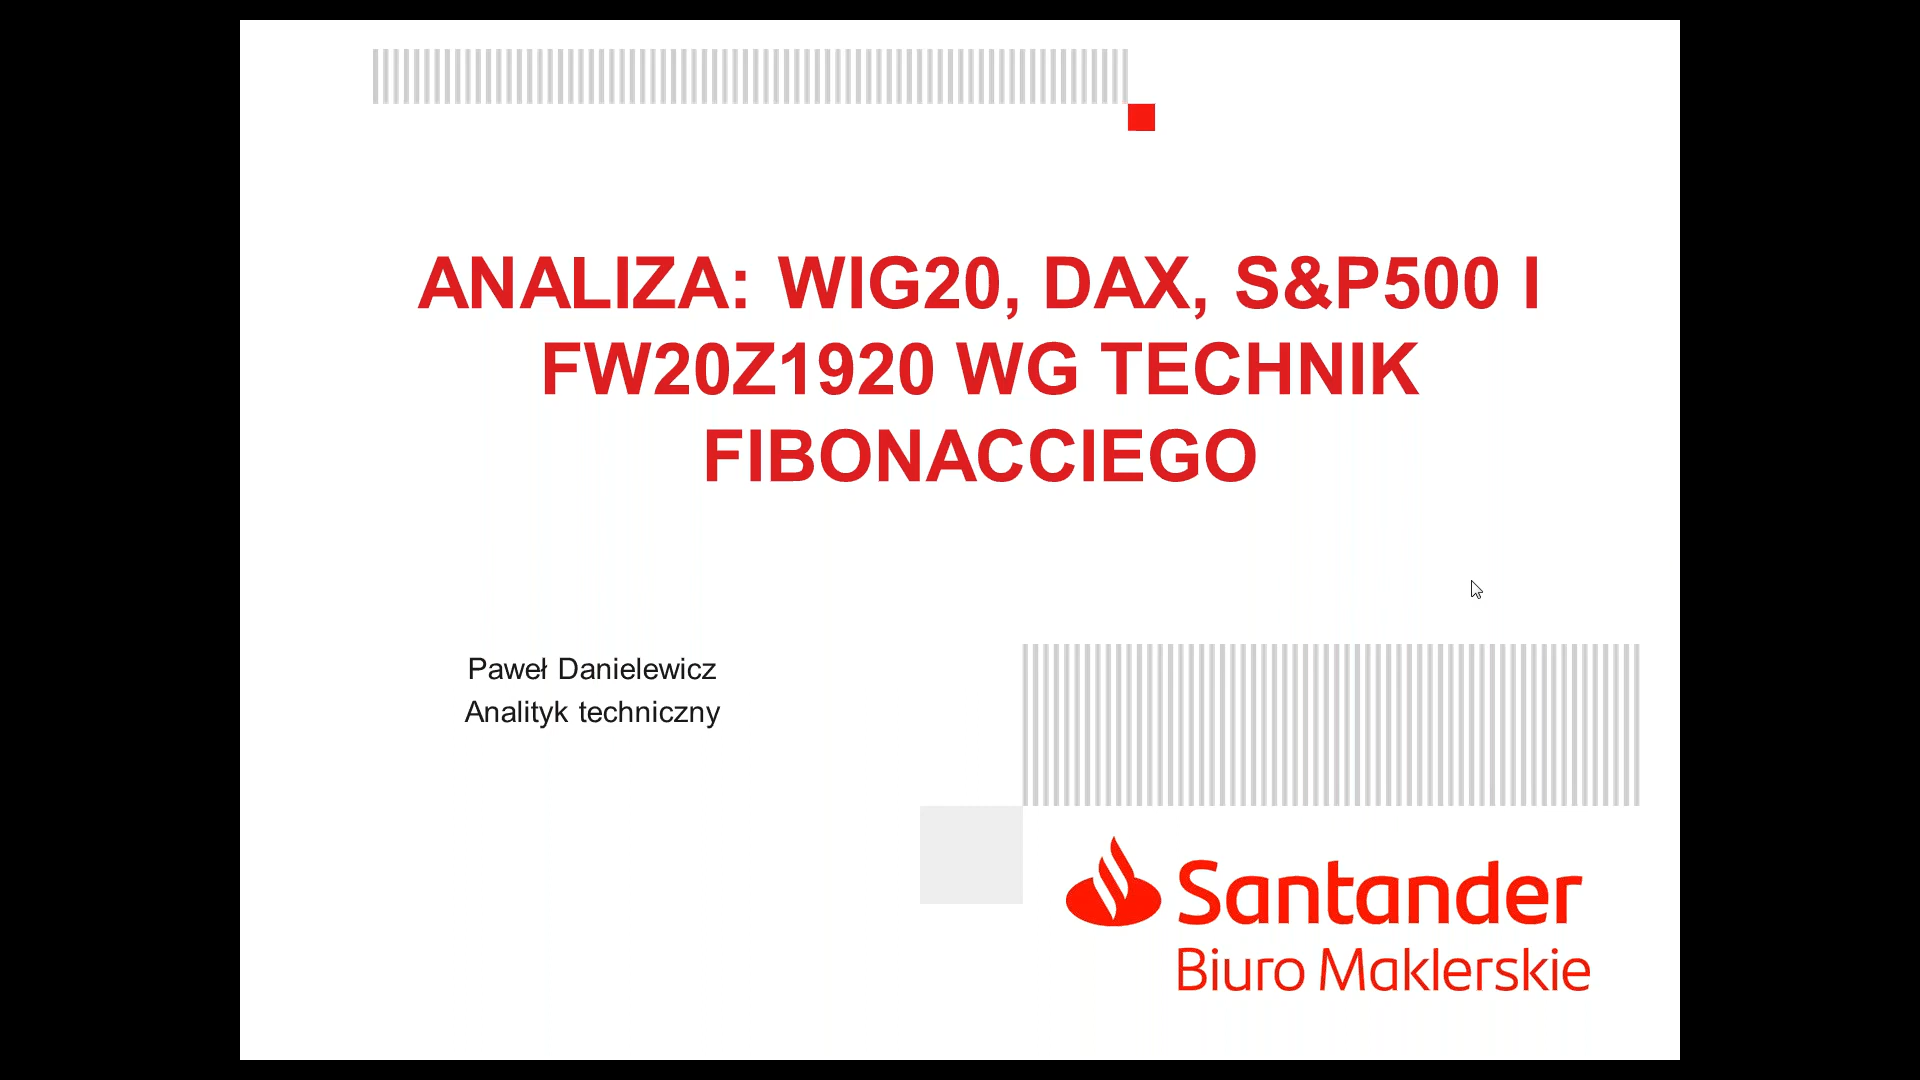 ANALIZA: WIG20, DAX, S&P500 I
FW20Z1920 WG TECHNIK
FIBONACCIEGO
Paweł Danielewicz
Analityk techniczny
Santander
Biuro Maklerskie